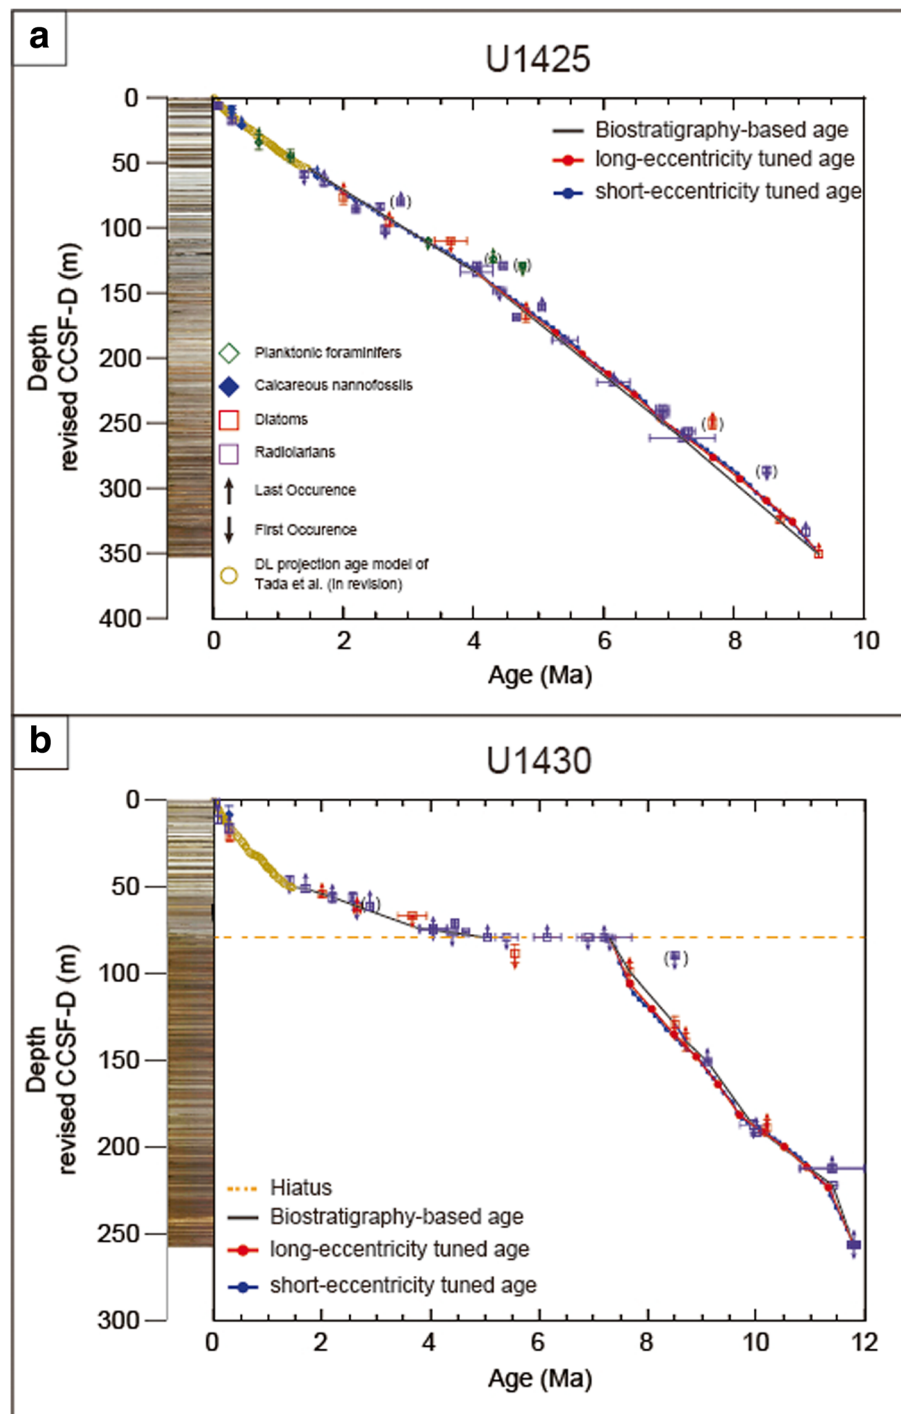 a
U1425
0
50
100
150
200
250
300
350
400
Depth
revised CCSF-D (m)
Biostratigraphy-based age
long-eccentricity tuned age
short-eccentricity tuned age
( )
( )
( )
( )
( )
Planktonic foraminifers
Calcareous nannofossils
Diatoms
Radiolarians
Last Occurence
First Occurence
DL projection age model of
Tada et al. (in revision)
0 2 4 6 8 10
Age (Ma)
b
U1430
0
50
100
150
200
250
300
Depth
revised CCSF-D (m)
( )
( )
Hiatus
Biostratigraphy-based age
long-eccentricity tuned age
short-eccentricity tuned age
0 2 4 6 8 10 12
Age (Ma)